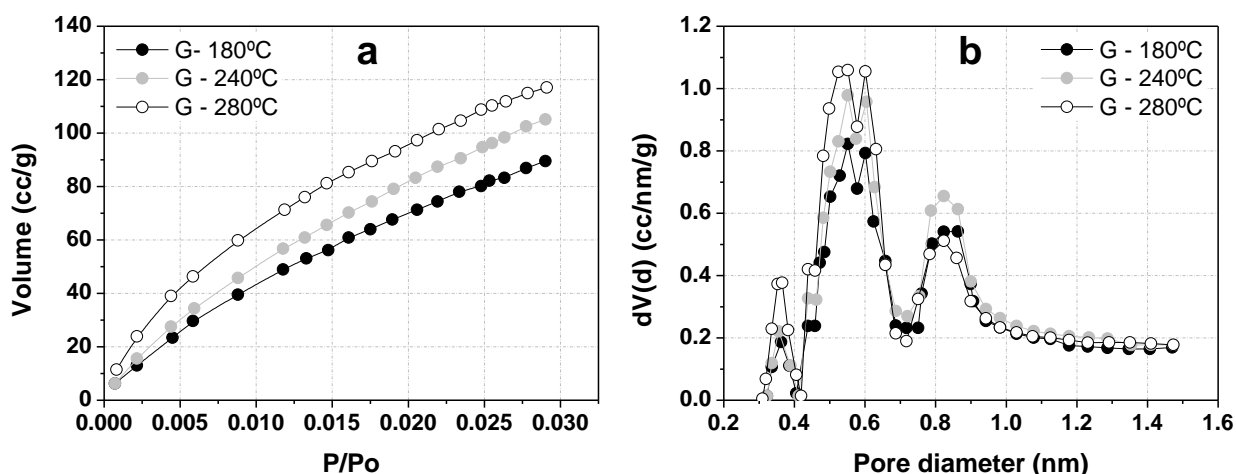 a
G- 180ºC
G - 240ºC
G - 280ºC
140
120
100
80
60
40
20
0
0.000 0.005 0.010 0.015 0.020 0.025 0.030
Volume (cc/g)
P/Po
b
G - 180ºC
G - 240ºC
G - 280ºC
1.2
1.0
0.8
0.6
0.4
0.2
0.0
0.2 0.4 0.6 0.8 1.0 1.2 1.4 1.6
dV(d) (cc/nm/g)
Pore diameter (nm)